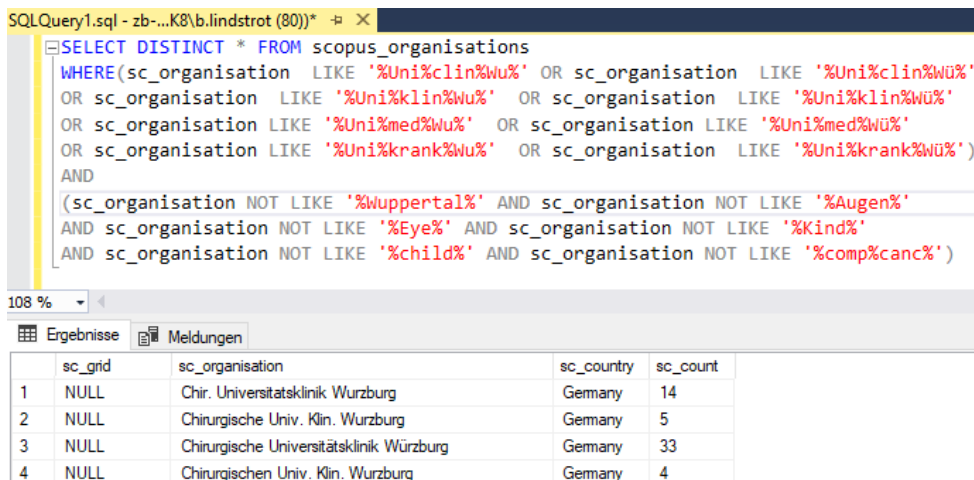 SQLQuery1.sql - zb-...K8\b.lindstrot (80))*
SELECT DISTINCT * FROM scopus_organisations
WHERE(sc_organisation  LIKE '%Uni%clin%Wu%' OR sc_organisation  LIKE '%Uni%clin%Wü%'
OR sc_organisation  LIKE '%Uni%klin%Wu%'  OR sc_organisation  LIKE '%Uni%klin%Wü%'
OR sc_organisation LIKE '%Uni%med%Wu%'  OR sc_organisation LIKE '%Uni%med%Wü%'
OR sc_organisation LIKE '%Uni%krank%Wu%'  OR sc_organisation  LIKE '%Uni%krank%Wü%')
AND
(sc_organisation NOT LIKE '%Wuppertal%' AND sc_organisation NOT LIKE '%Augen%'
AND sc_organisation NOT LIKE '%Eye%' AND sc_organisation NOT LIKE '%Kind%'
AND sc_organisation NOT LIKE '%child%' AND sc_organisation NOT LIKE '%comp%canc%')
108 %
Ergebnisse Meldungen
sc_grid sc_organisation sc_country sc_count
1 NULL Chir. Universitatsklinik Wurzburg Germany 14
2 NULL Chirurgische Univ. Klin. Wurzburg Germany 5
3 NULL Chirurgische Universitätsklinik Würzburg Germany 33
4 NULL Chirurgischen Univ. Klin. Wurzburg Germany 4